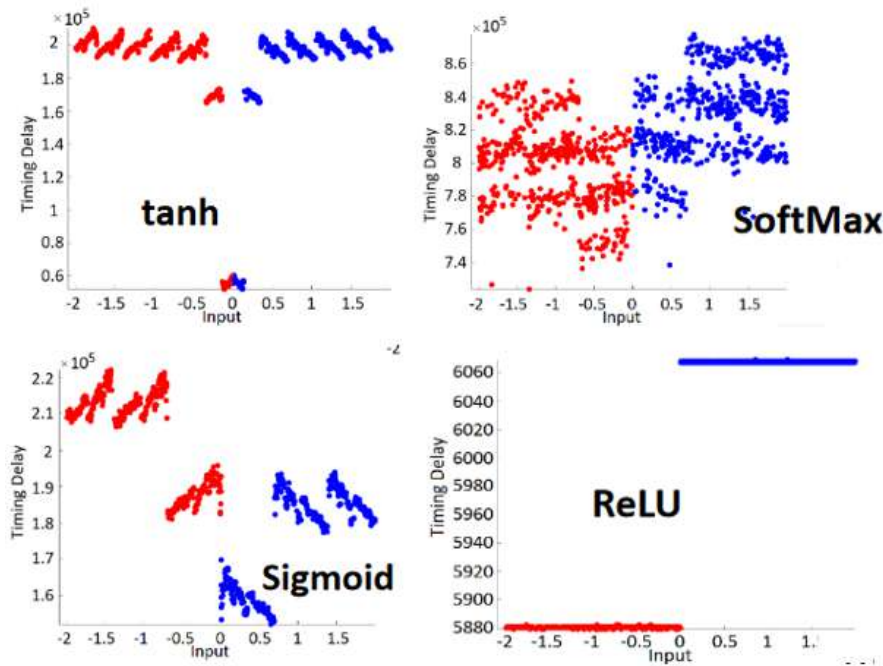 ×10⁵
2
1.8
1.6
1.4
1.2
1
0.8
0.6
Timing Delay
tanh
-2 -1.5 -1 -0.5 0 0.5 1 1.5
Input
×10⁵
8.6
8.4
8.2
8
7.8
7.6
7.4
Timing Delay
SoftMax
-2 -1.5 -1 -0.5 0 0.5 1 1.5
Input
×10⁵
2.2
2.1
2
1.9
1.8
1.7
1.6
Timing Delay
Sigmoid
-2 -1.5 -1 -0.5 0 0.5 1 1.5
Input
-2
6060
6040
6020
6000
5980
5960
5940
5920
5900
5880
Timing Delay
ReLU
-2 -1.5 -1 -0.5 0 0.5 1 1.
Input